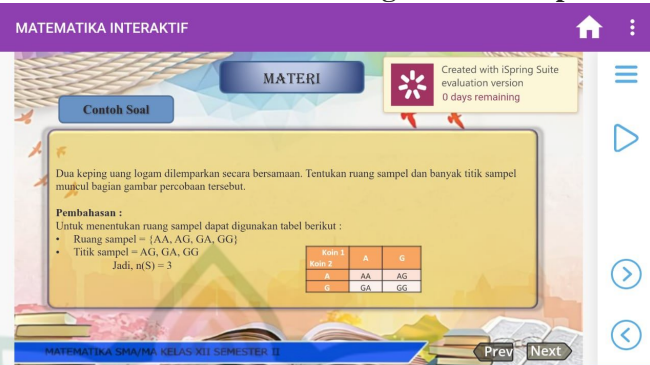 MATEMATIKA INTERAKTIF
MATERI
Created with iSpring Suite
evaluation version
0 days remaining
Contoh Soal
Dua keping uang logam dilemparkan secara bersamaan. Tentukan ruang sampel dan banyak titik sampel
muncul bagian gambar percobaan tersebut.
Pembahasan :
Untuk menentukan ruang sampel dapat digunakan tabel berikut :
• Ruang sampel = {AA, AG, GA, GG}
• Titik sampel = AG, GA, GG
Jadi, n(S) = 3
Koin 1
Koin 2
A G
A AA AG
G GA GG
MATEMATIKA SMA/MA KELAS XII SEMESTER II
Prev Next